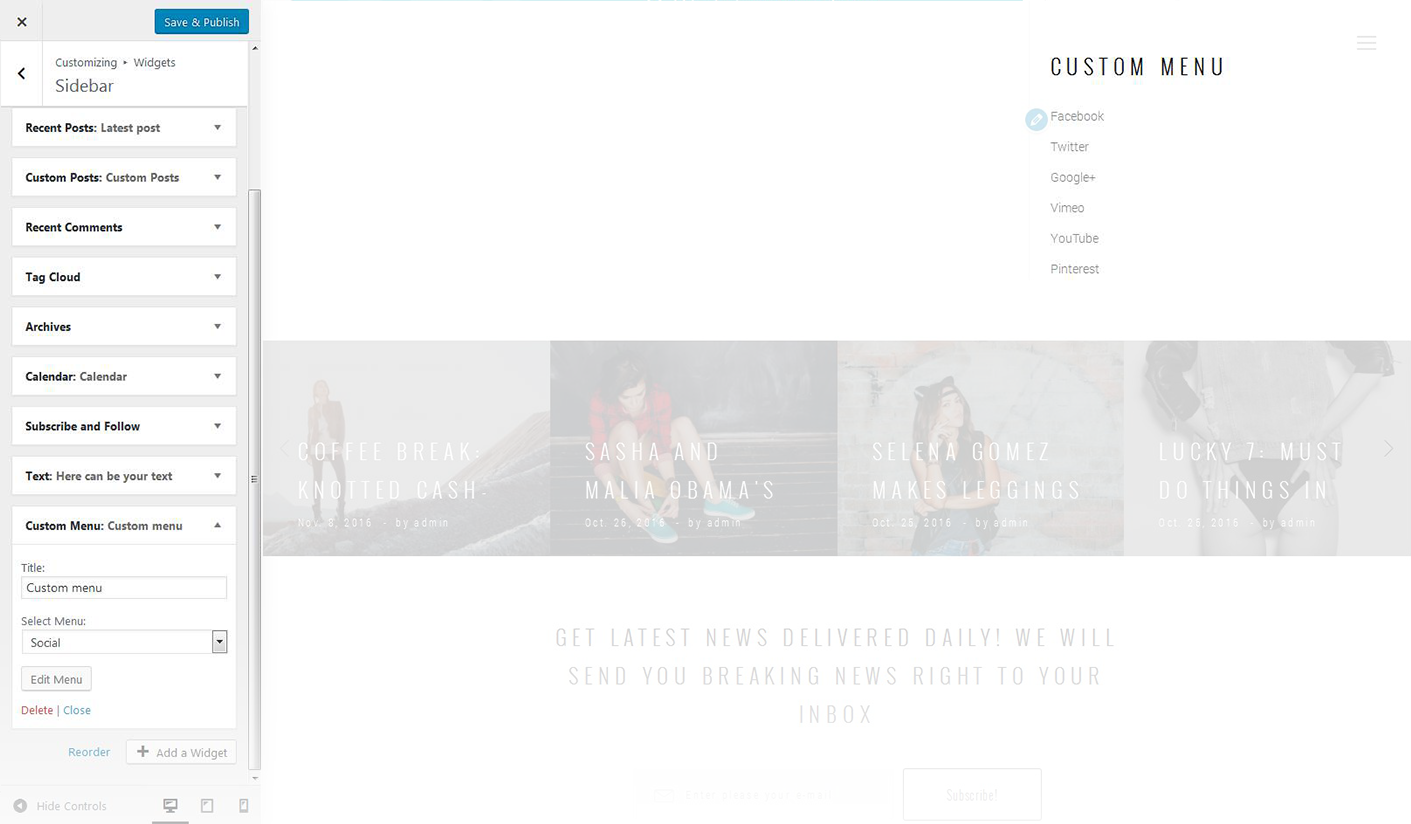 Save & Publish
Customizing ▸ Widgets
Sidebar
Recent Posts: Latest post
Custom Posts: Custom Posts
Recent Comments
Tag Cloud
Archives
Calendar: Calendar
Subscribe and Follow
Text: Here can be your text
Custom Menu: Custom menu
Title:
Custom menu
Select Menu:
Social
Edit Menu
Delete | Close
Reorder
Add a Widget
Hide Controls
CUSTOM MENU
Facebook
Twitter
Google+
Vimeo
YouTube
Pinterest
COFFEE BREAK:
KNOTTED CASH-
Nov. 8, 2016 - by admin
SASHA AND
MALIA OBAMA'S
Oct. 26, 2016 - by admin
SELENA GOMEZ
MAKES LEGGINGS
Oct. 25, 2016 - by admin
LUCKY 7: MUST
DO THINGS IN
Oct. 25, 2016 - by admin
GET LATEST NEWS DELIVERED DAILY! WE WILL
SEND YOU BREAKING NEWS RIGHT TO YOUR
INBOX
Enter please your e-mail
Subscribe!